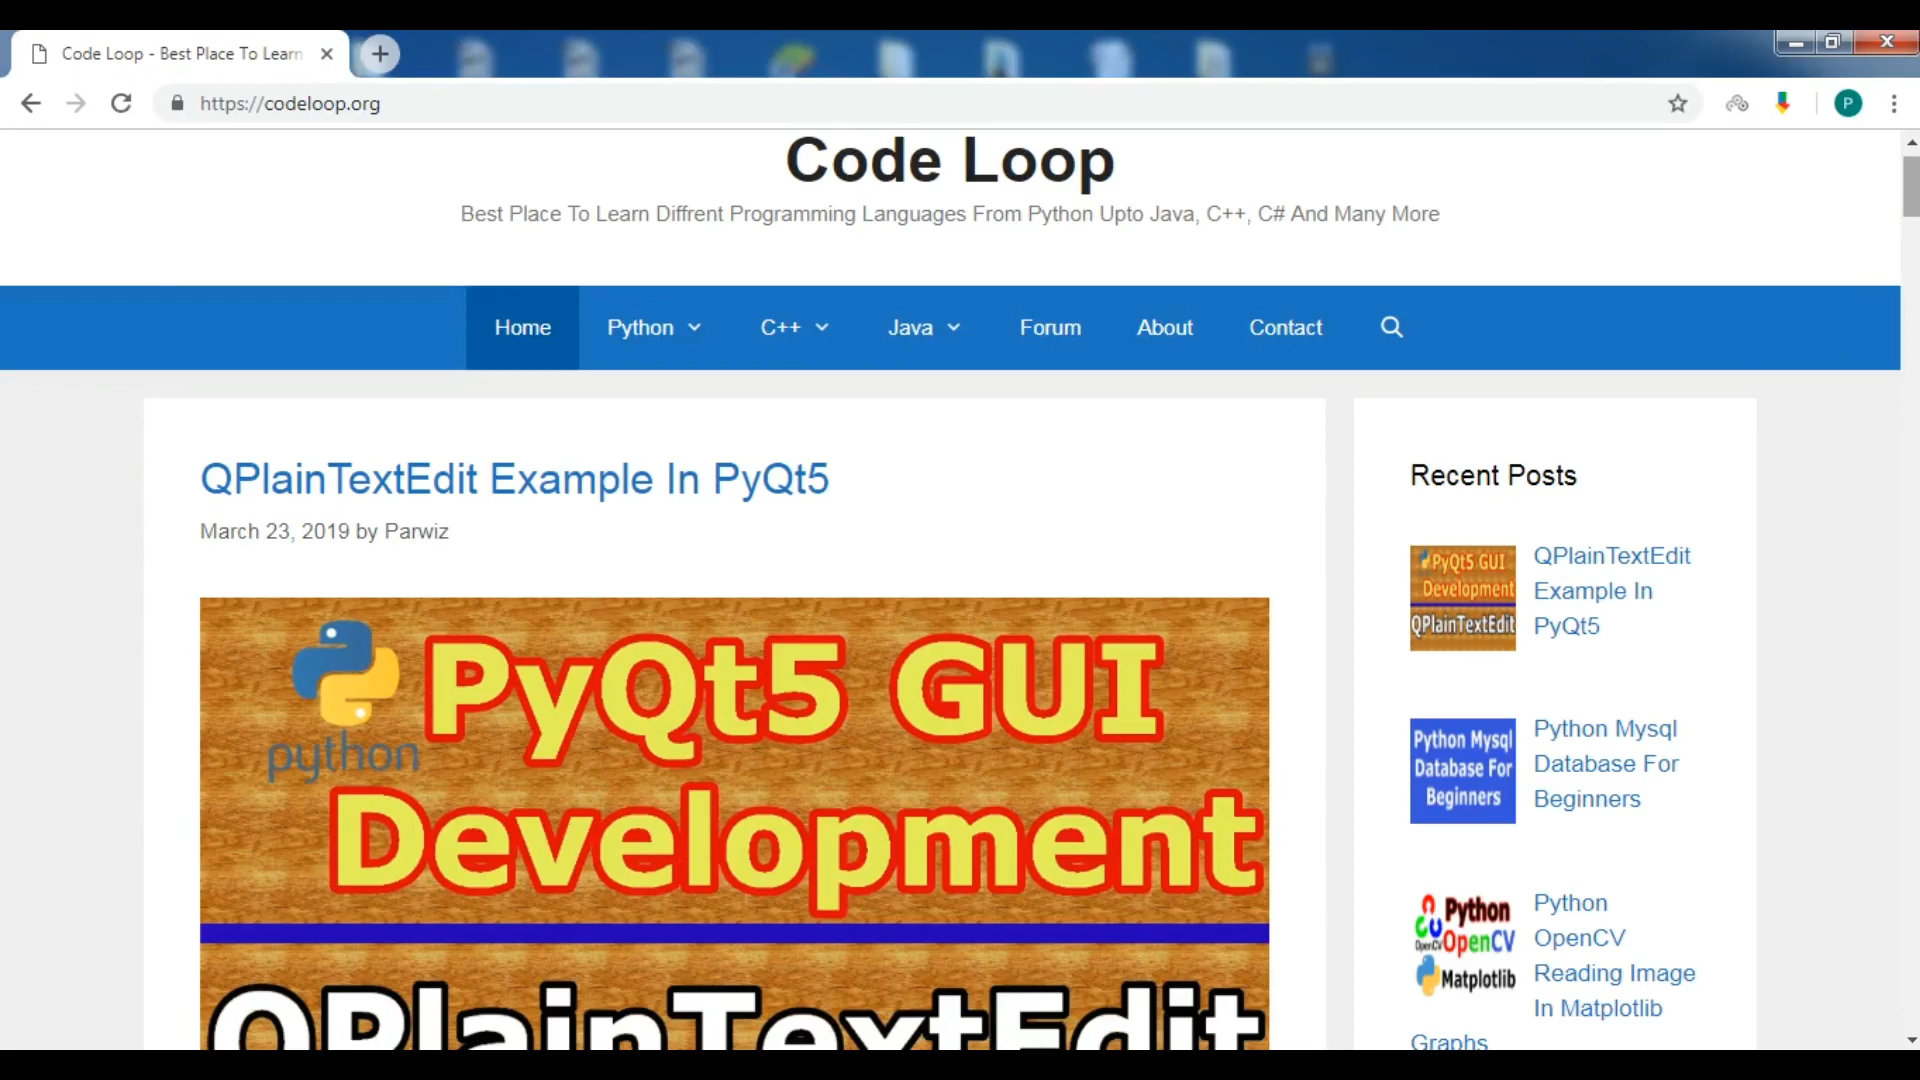 Code Loop - Best Place To Learn
https://codeloop.org
P
Code Loop
Best Place To Learn Diffrent Programming Languages From Python Upto Java, C++, C# And Many More
Home Python C++ Java Forum About Contact
QPlainTextEdit Example In PyQt5
March 23, 2019 by Parwiz
python
PyQt5 GUI
Development
QPlainTextEdit
Recent Posts
PyQt5 GUI
Development
QPlainTextEdit
QPlainTextEdit
Example In
PyQt5
Python Mysql
Database For
Beginners
Python Mysql
Database For
Beginners
Python
OpenCV OpenCV
Matplotlib
Python
OpenCV
Reading Image
In Matplotlib
Graphs